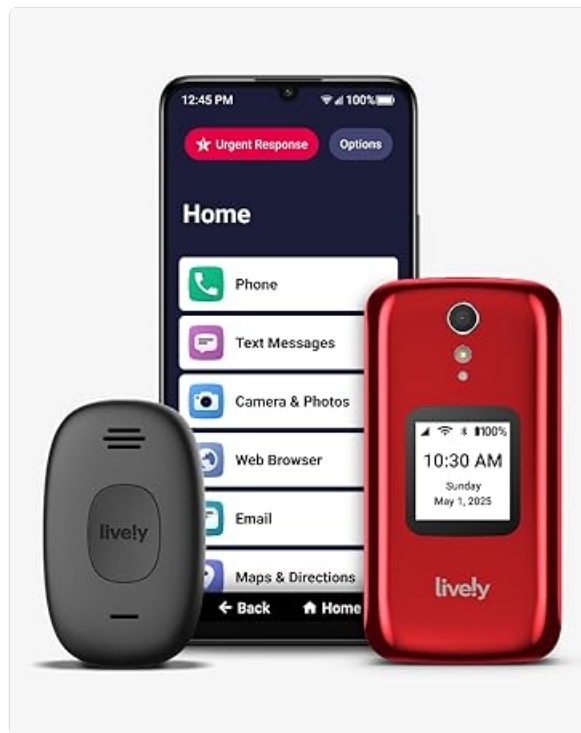 12:45 PM 100%
Urgent Response Options
Home
Phone
Text Messages
Camera & Photos
Web Browser
Email
Maps & Directions
Back Home
lively
100%
10:30 AM
Sunday
May 1, 2025
lively